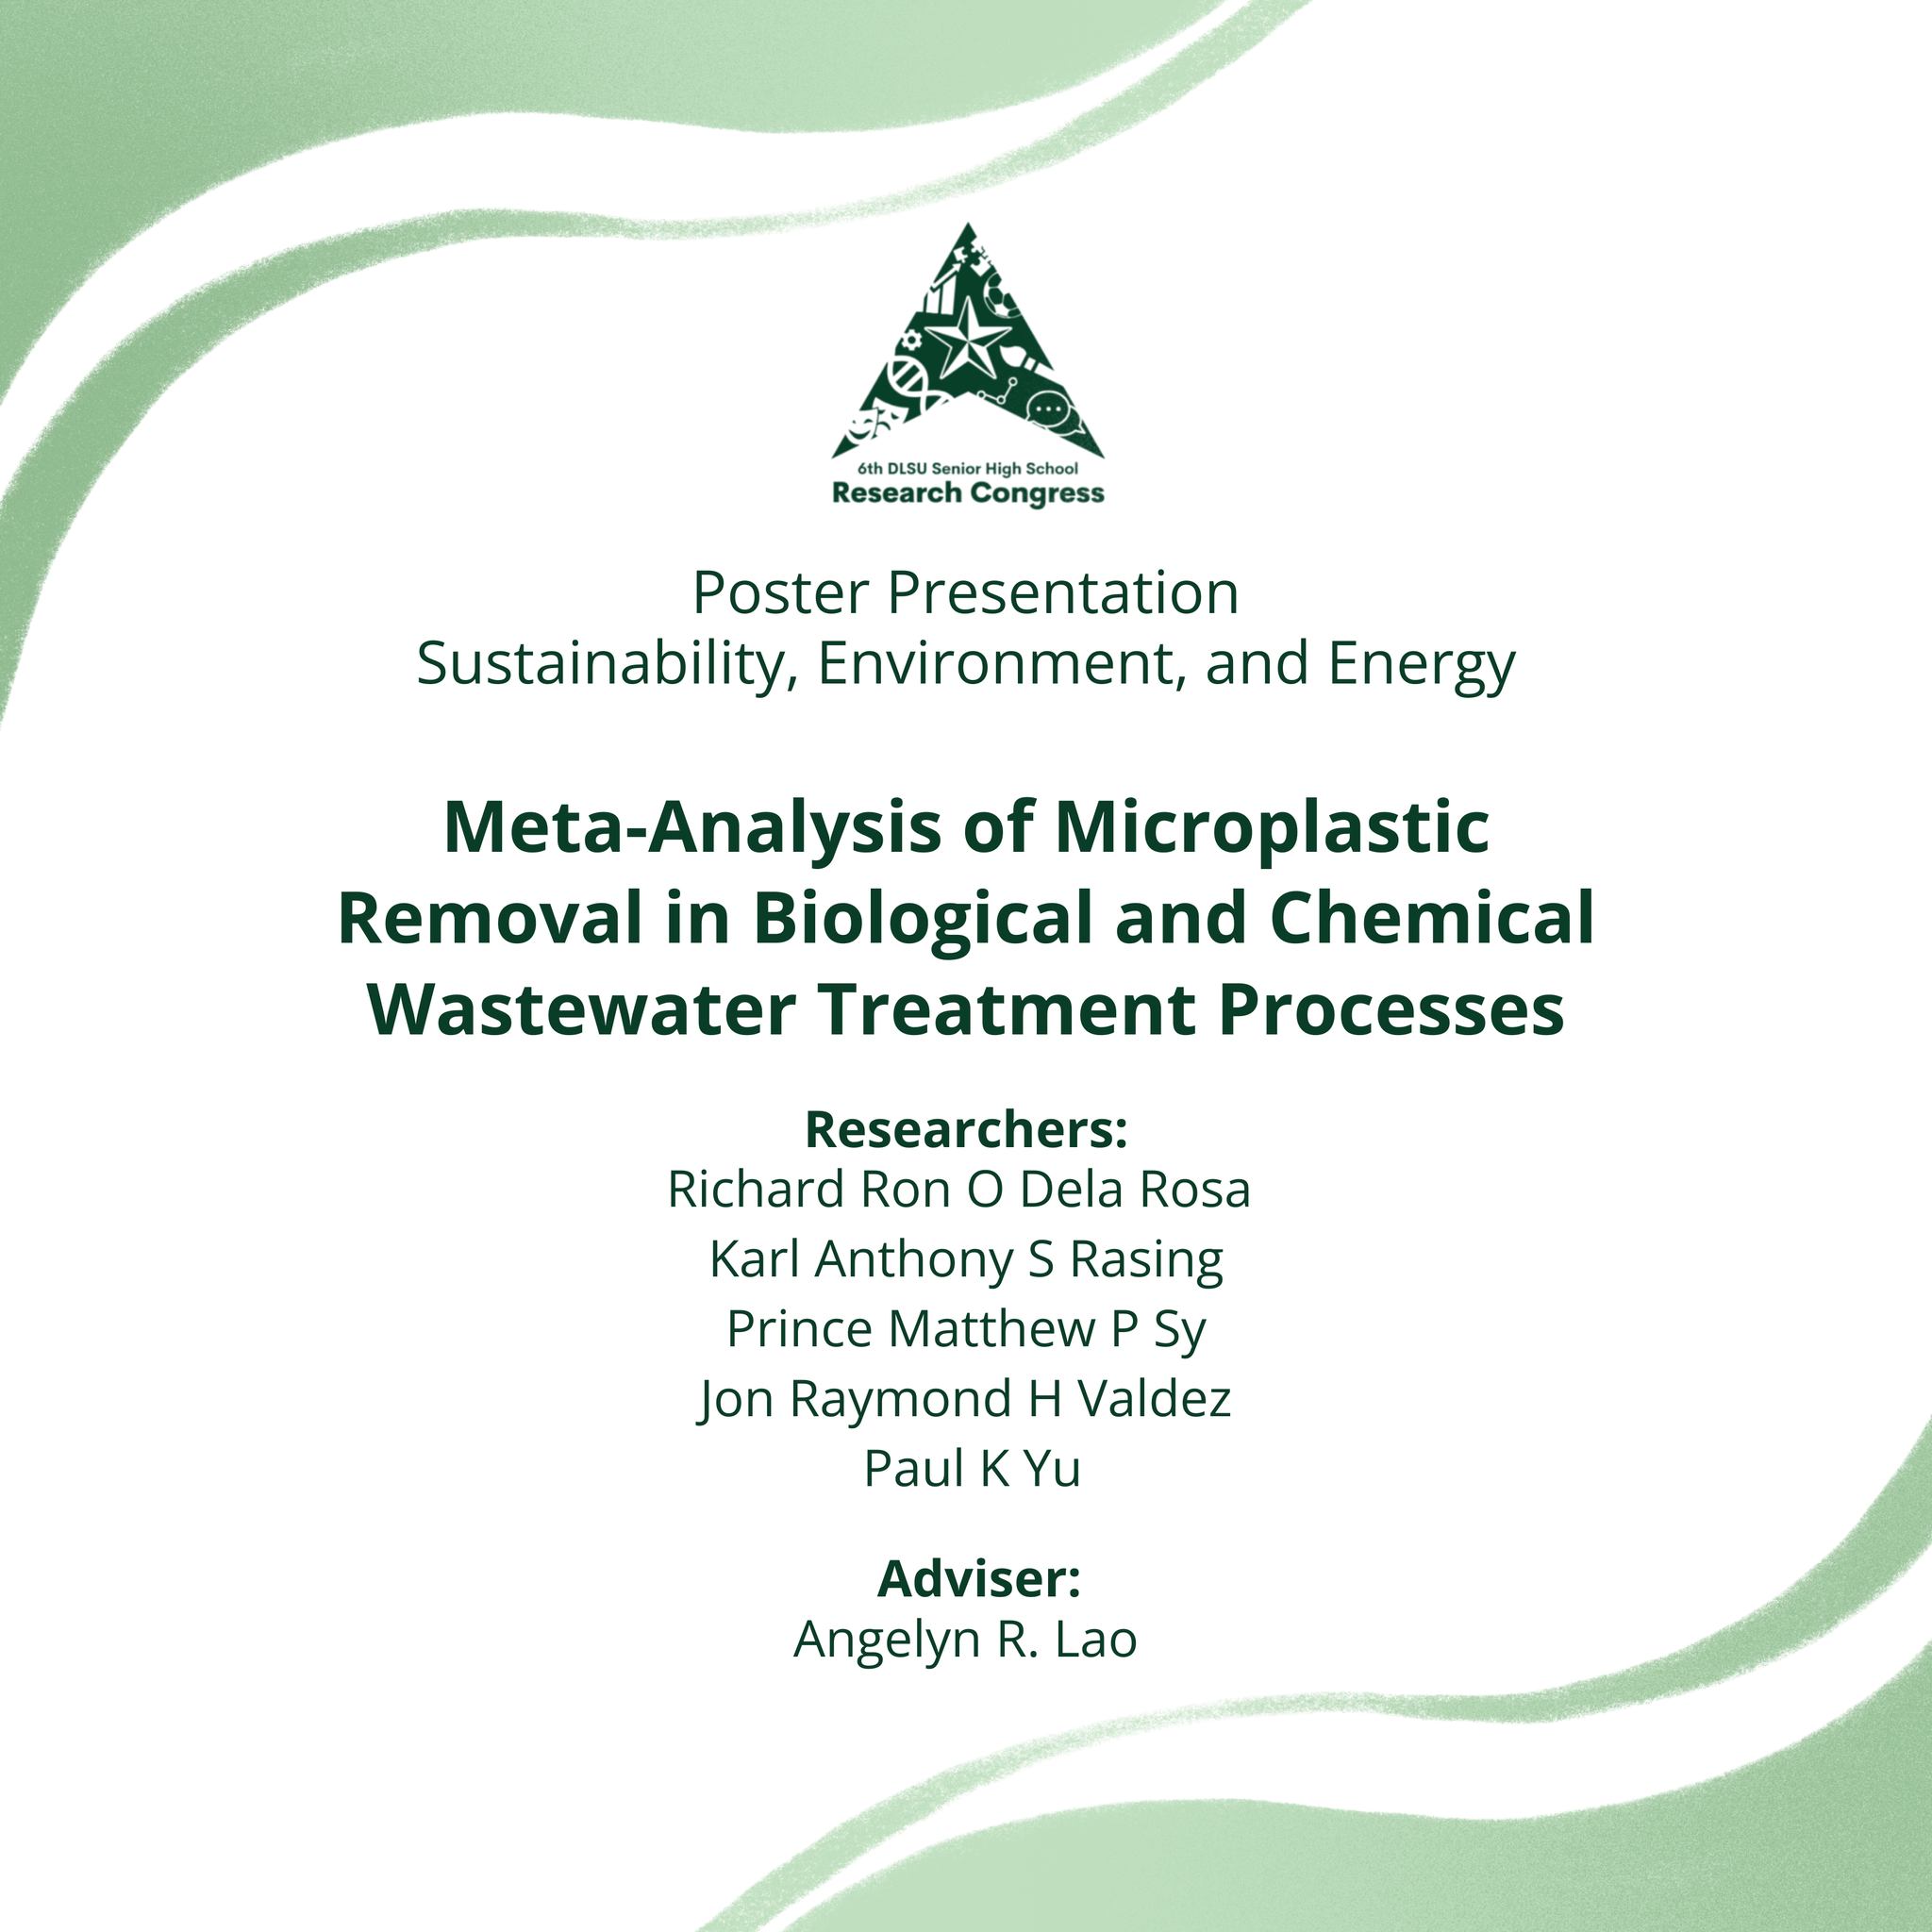 6th DLSU Senior High School
Research Congress
Poster Presentation
Sustainability, Environment, and Energy
Meta-Analysis of Microplastic
Removal in Biological and Chemical
Wastewater Treatment Processes
Researchers:
Richard Ron O Dela Rosa
Karl Anthony S Rasing
Prince Matthew P Sy
Jon Raymond H Valdez
Paul K Yu
Adviser:
Angelyn R. Lao